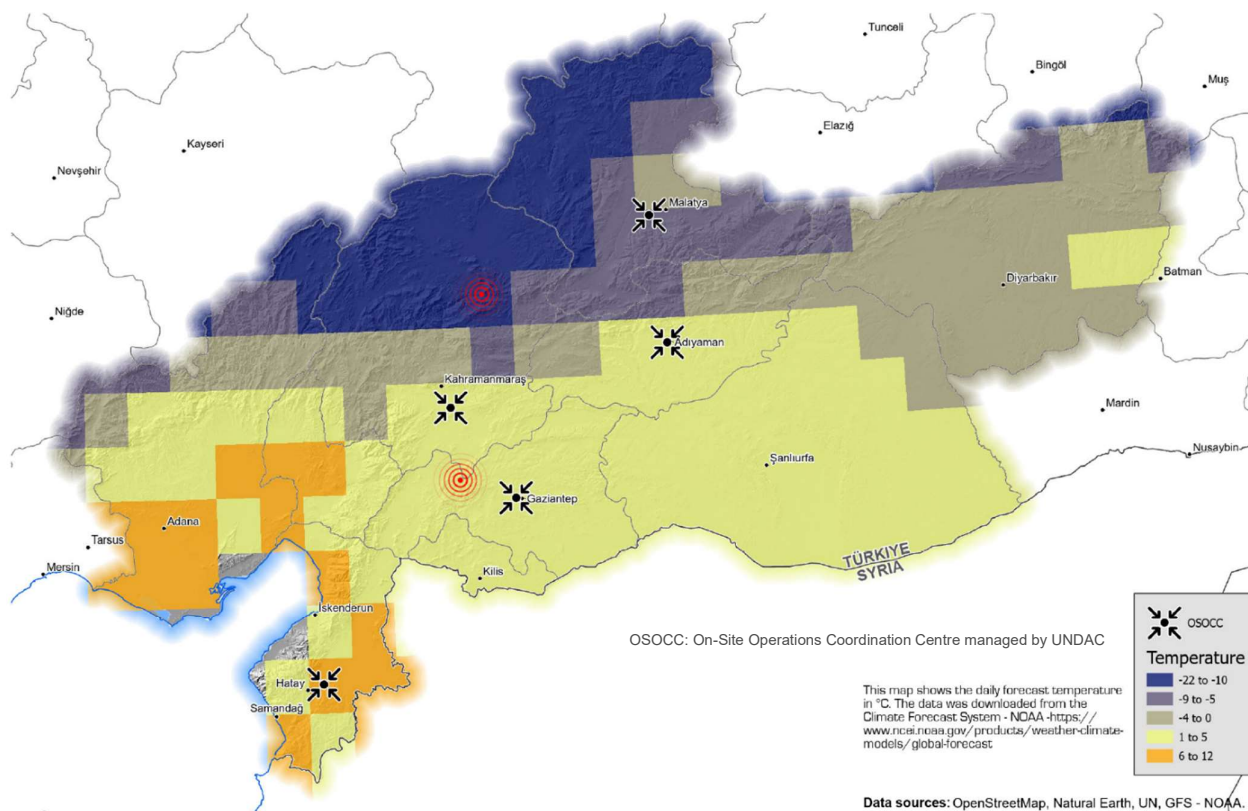 Tunceli
Bingöl
Muş
Elazığ
Kayseri
Nevşehir
Malatya
Niğde
Diyarbakır
Batman
Adıyaman
Kahramanmaraş
Mardin
Nusaybin
Şanlıurfa
Gaziantep
Adana
Tarsus
Mersin
Kilis
TÜRKİYE
SYRIA
İskenderun
Hatay
Samandağ
OSOCC: On-Site Operations Coordination Centre managed by UNDAC
OSOCC
Temperature
-22 to -10
-9 to -5
-4 to 0
1 to 5
6 to 12
This map shows the daily forecast temperature
in °C. The data was downloaded from the
Climate Forecast System - NOAA -https://
www.ncei.noaa.gov/products/weather-climate-
models/global-forecast
Data sources: OpenStreetMap, Natural Earth, UN, GFS - NOAA.